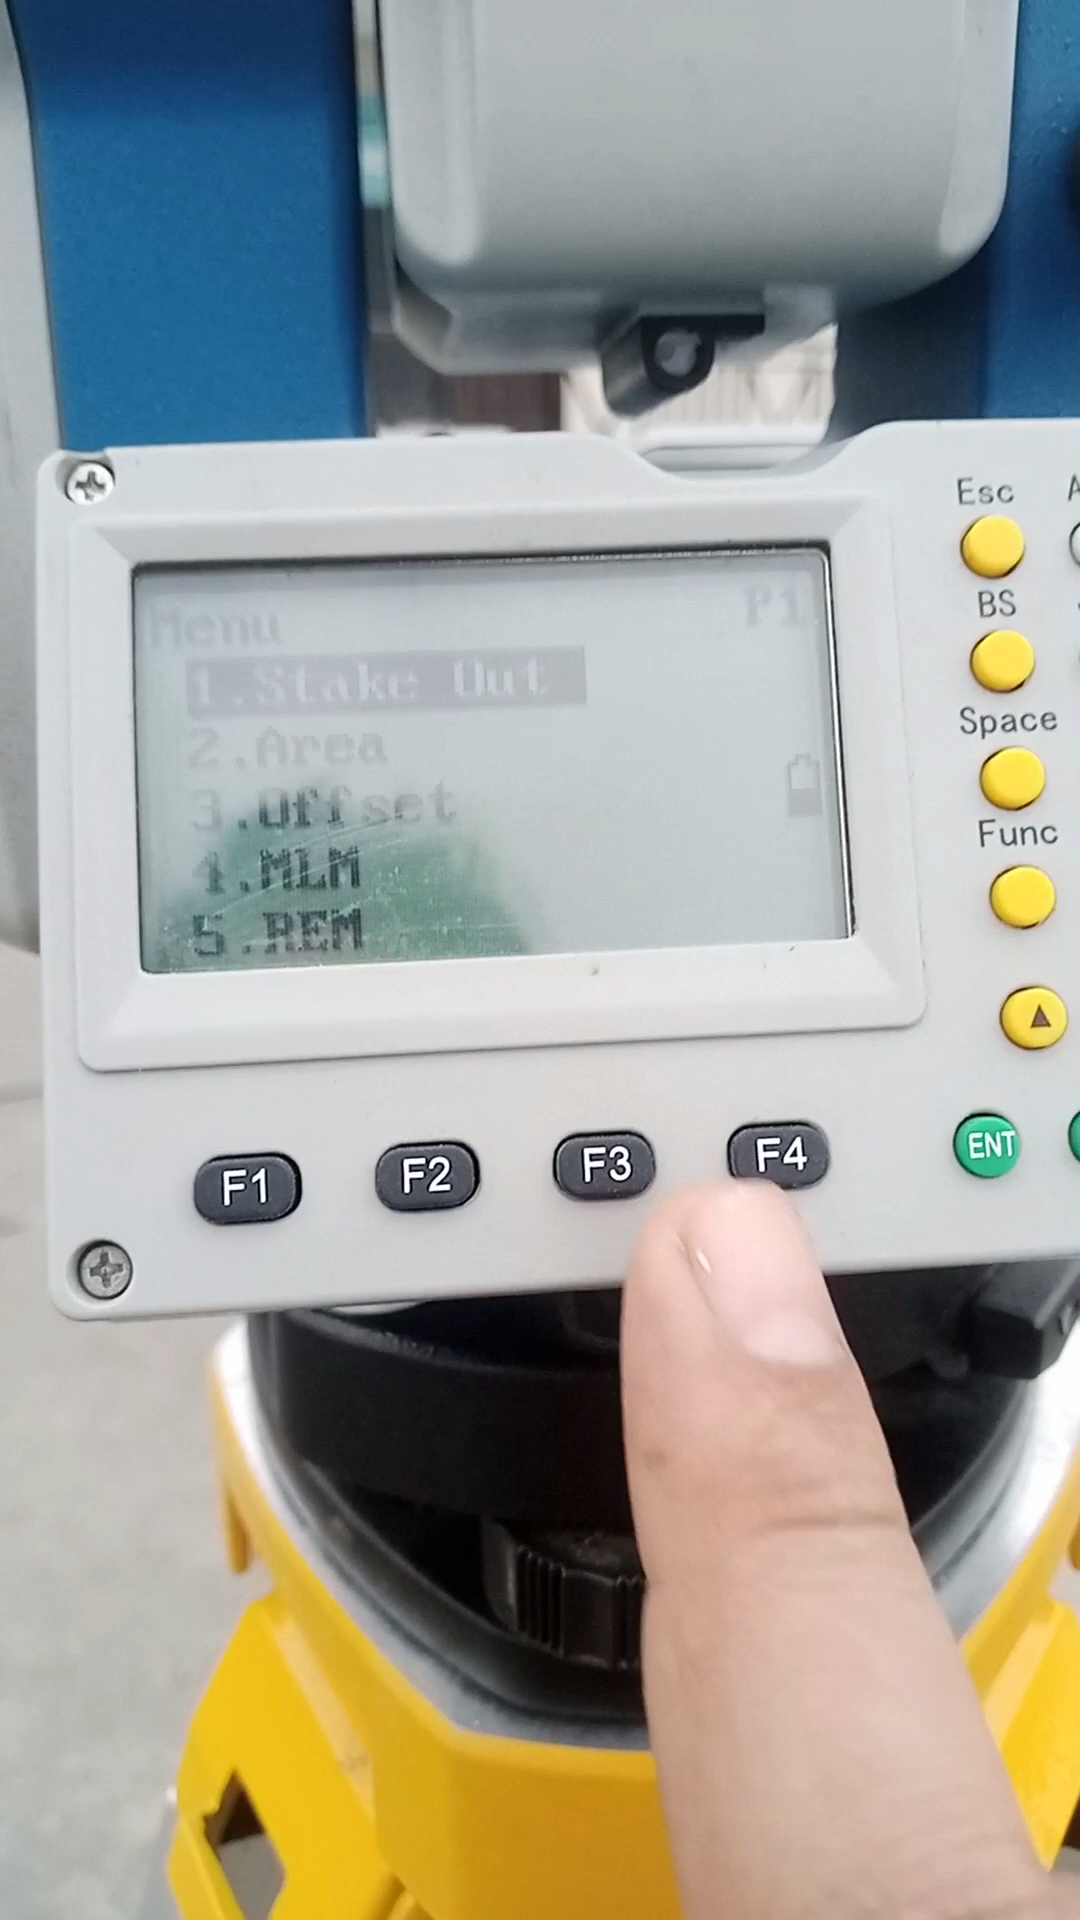 Menu P1
1.Stake Out
2.Area
3.Offset
4.MLM
5.REM
Esc
BS
Space
Func
F1 F2 F3 F4 ENT